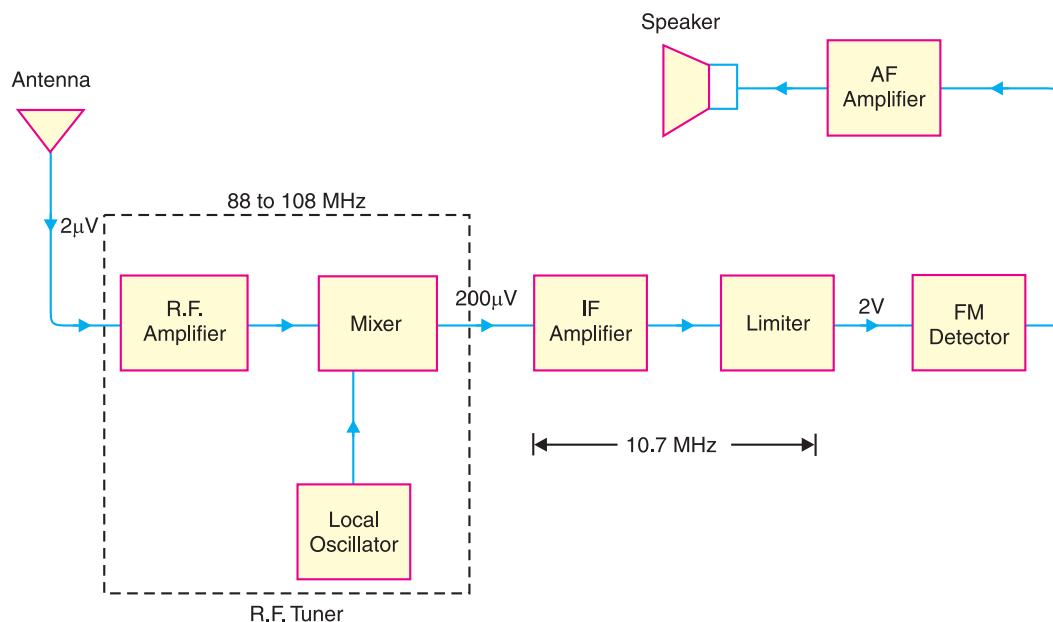 Speaker
AF
Amplifier
Antenna
88 to 108 MHz
2μV
R.F.
Amplifier
Mixer
200μV
IF
Amplifier
Limiter
2V
FM
Detector
10.7 MHz
Local
Oscillator
R.F. Tuner